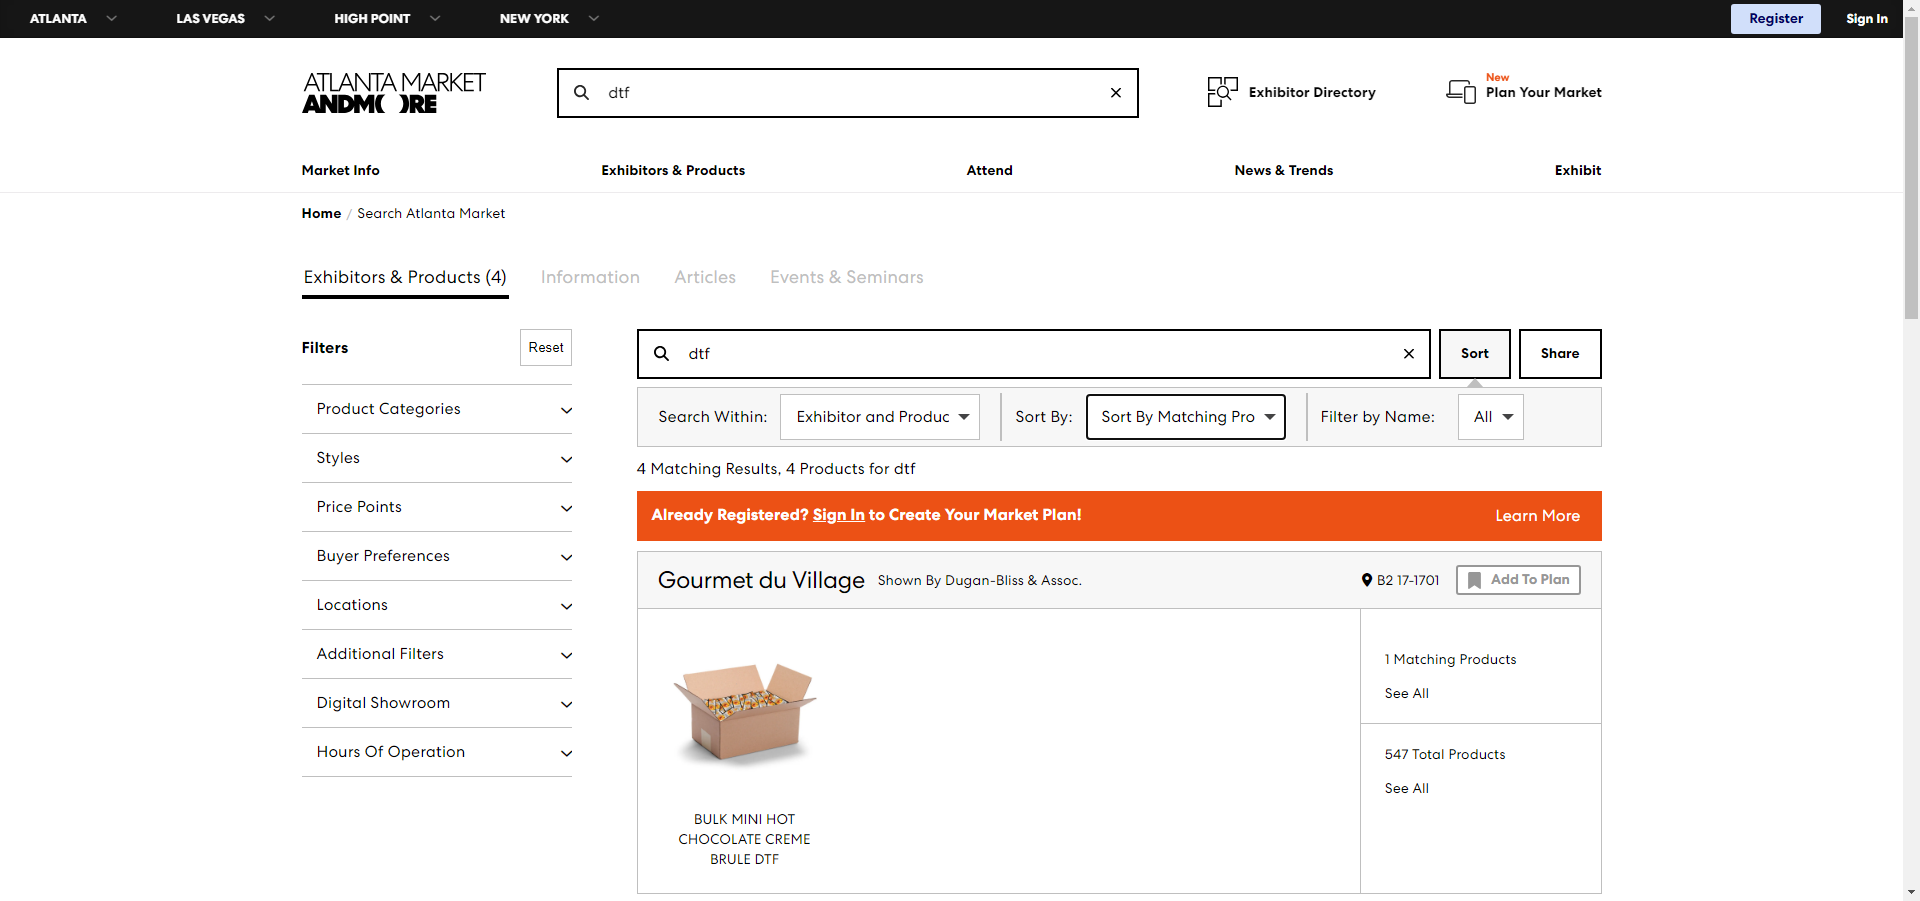 ATLANTA
LAS VEGAS
HIGH POINT
NEW YORK
Register
Sign In
ATLANTA MARKET
ANDMORE
dtf
Exhibitor Directory
New
Plan Your Market
Market Info
Exhibitors & Products
Attend
News & Trends
Exhibit
Home / Search Atlanta Market
Exhibitors & Products (4)
Information
Articles
Events & Seminars
Filters
Reset
Product Categories
Styles
Price Points
Buyer Preferences
Locations
Additional Filters
Digital Showroom
Hours Of Operation
dtf
Sort
Share
Search Within:
Exhibitor and Produc
Sort By:
Sort By Matching Pro
Filter by Name:
All
4 Matching Results, 4 Products for dtf
Already Registered? Sign In to Create Your Market Plan!
Learn More
Gourmet du Village
Shown By Dugan-Bliss & Assoc.
B2 17-1701
Add To Plan
BULK MINI HOT
CHOCOLATE CREME
BRULE DTF
1 Matching Products
See All
547 Total Products
See All